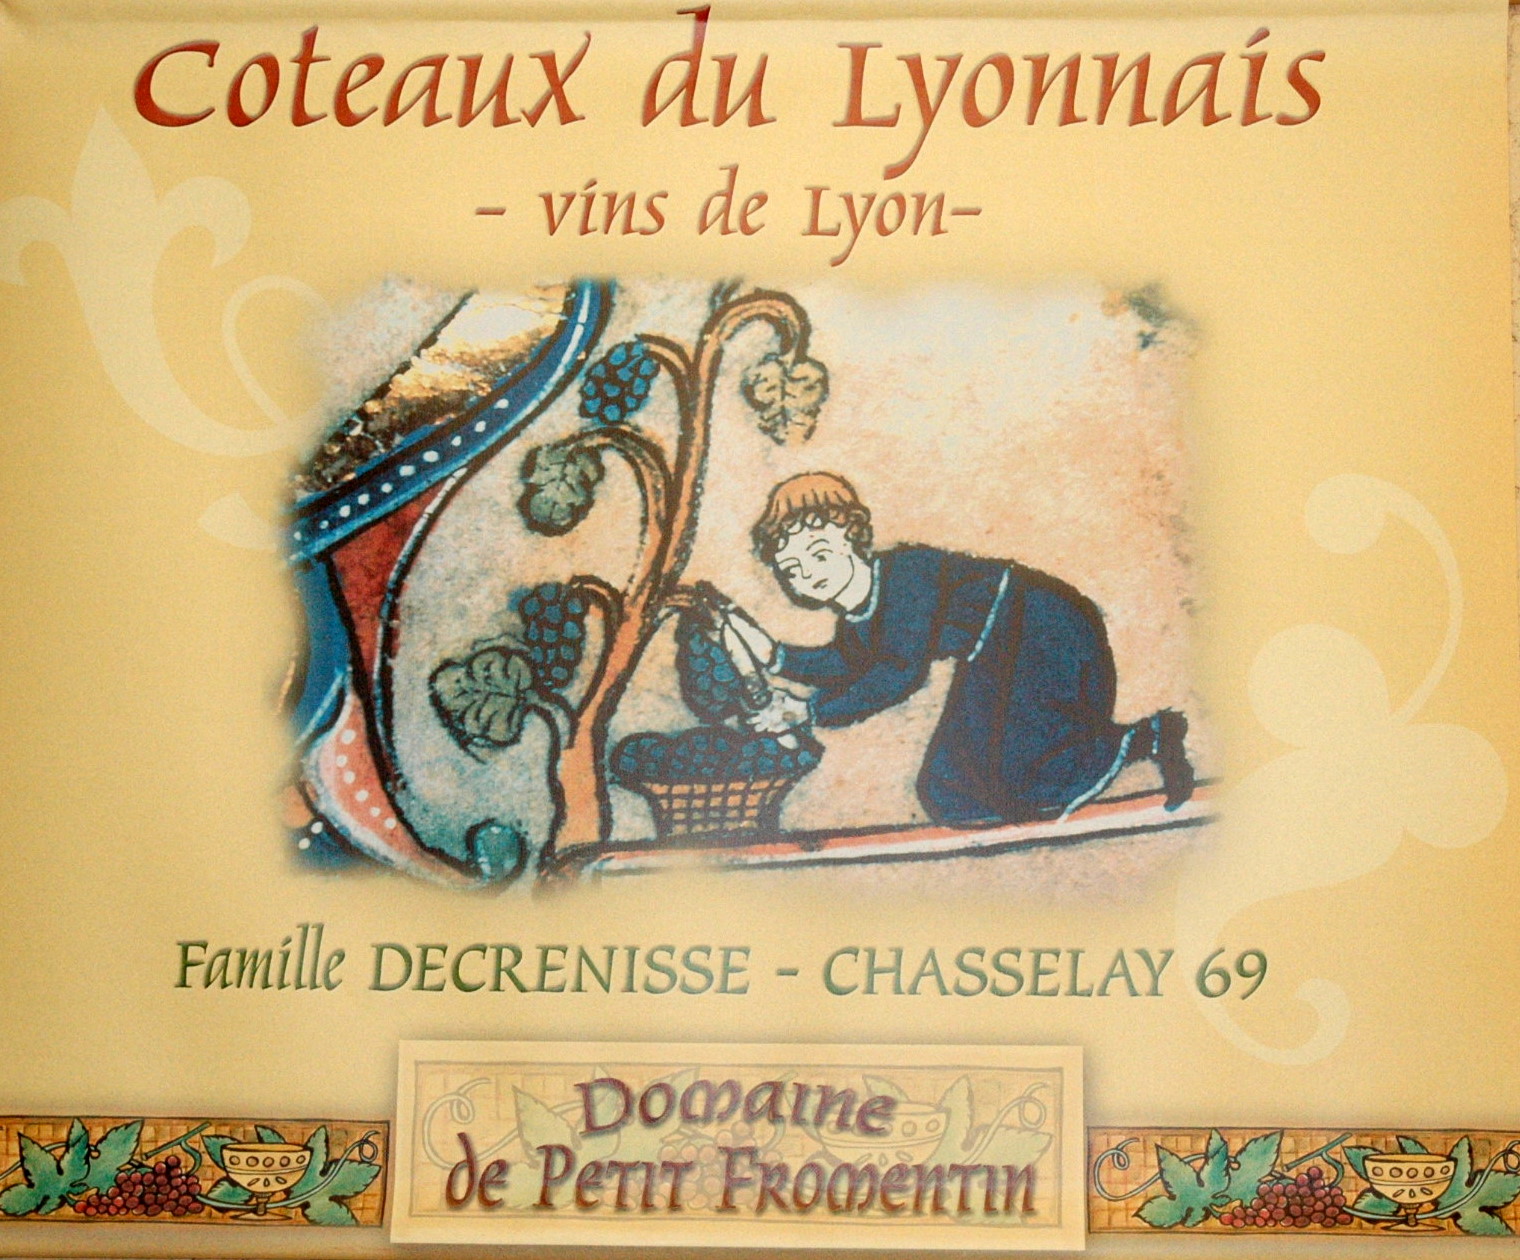 Coteaux du Lyonnais
- vins de Lyon-
Famille DECRENISSE - CHASSELAY 69
Domaine
de Petit Fromentin